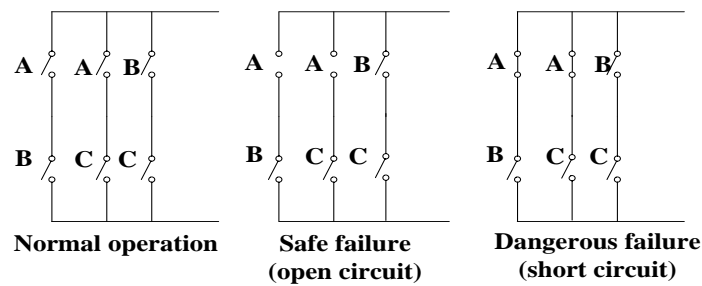 A A B
B C C
Normal operation
A A B
B C C
Safe failure
(open circuit)
A A B
B C C
Dangerous failure
(short circuit)